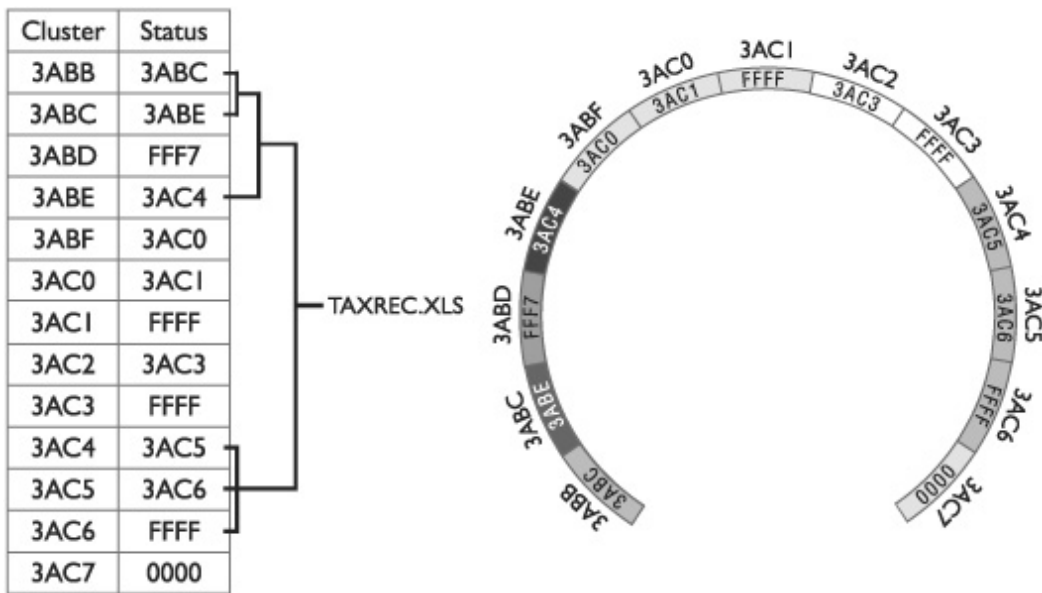 Cluster Status
3ABB 3ABC
3ABC 3ABE
3ABD FFF7
3ABE 3AC4
3ABF 3AC0
3AC0 3AC1
3AC1 FFFF
3AC2 3AC3
3AC3 FFFF
3AC4 3AC5
3AC5 3AC6
3AC6 FFFF
3AC7 0000
TAXREC.XLS
3ABB
3ABC
3ABC
3ABE
3ABD
FFF7
3ABE
3AC4
3ABF
3AC0
3AC0
3AC1
3AC1
FFFF
3AC2
3AC3
3AC3
FFFF
3AC4
3AC5
3AC5
3AC6
3AC6
FFFF
3AC7
0000